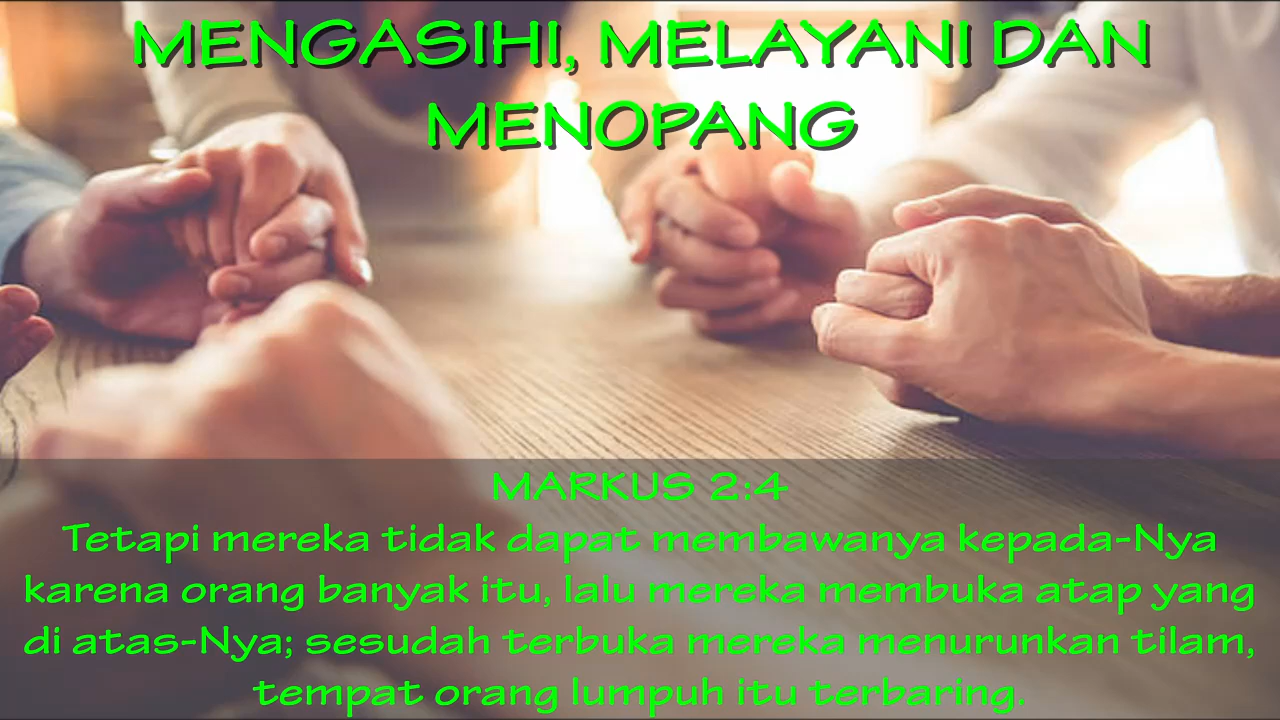 MENGASIHI, MELAYANI DAN
MENOPANG
MARKUS 2:4
Tetapi mereka tidak dapat membawanya kepada-Nya
karena orang banyak itu, lalu mereka membuka atap yang
di atas-Nya; sesudah terbuka mereka menurunkan tilam,
tempat orang lumpuh itu terbaring.